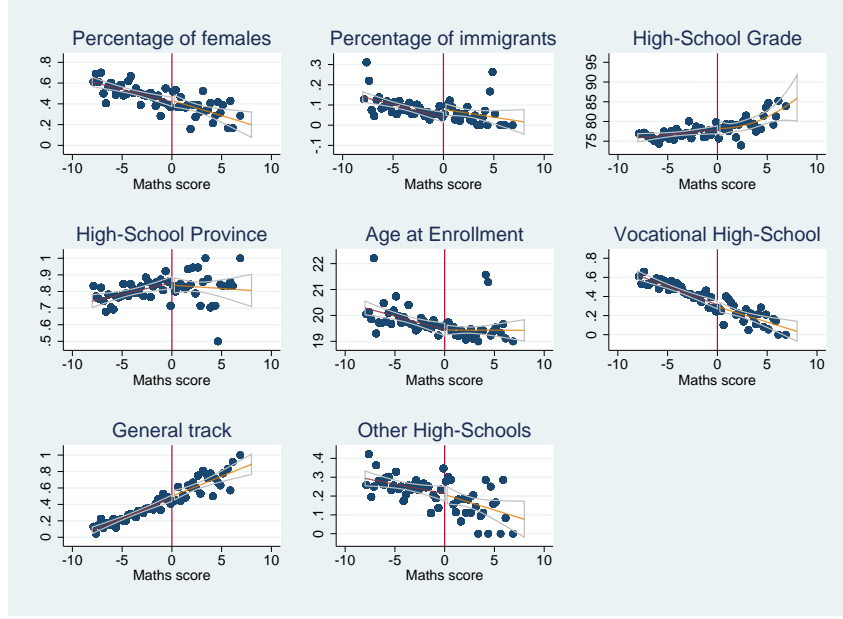 Percentage of females
0 .2 .4 .6 .8
-10 -5 0 5 10
Maths score
Percentage of immigrants
-.1 0 .1 .2 .3
-10 -5 0 5 10
Maths score
High-School Grade
75 80 85 90 95
-10 -5 0 5 10
Maths score
High-School Province
.5 .6 .7 .8 .9 1
-10 -5 0 5 10
Maths score
Age at Enrollment
19 20 21 22
-10 -5 0 5 10
Maths score
Vocational High-School
0 .2 .4 .6 .8
-10 -5 0 5 10
Maths score
General track
0 .2 .4 .6 .8 1
-10 -5 0 5 10
Maths score
Other High-Schools
0 .1 .2 .3 .4
-10 -5 0 5 10
Maths score